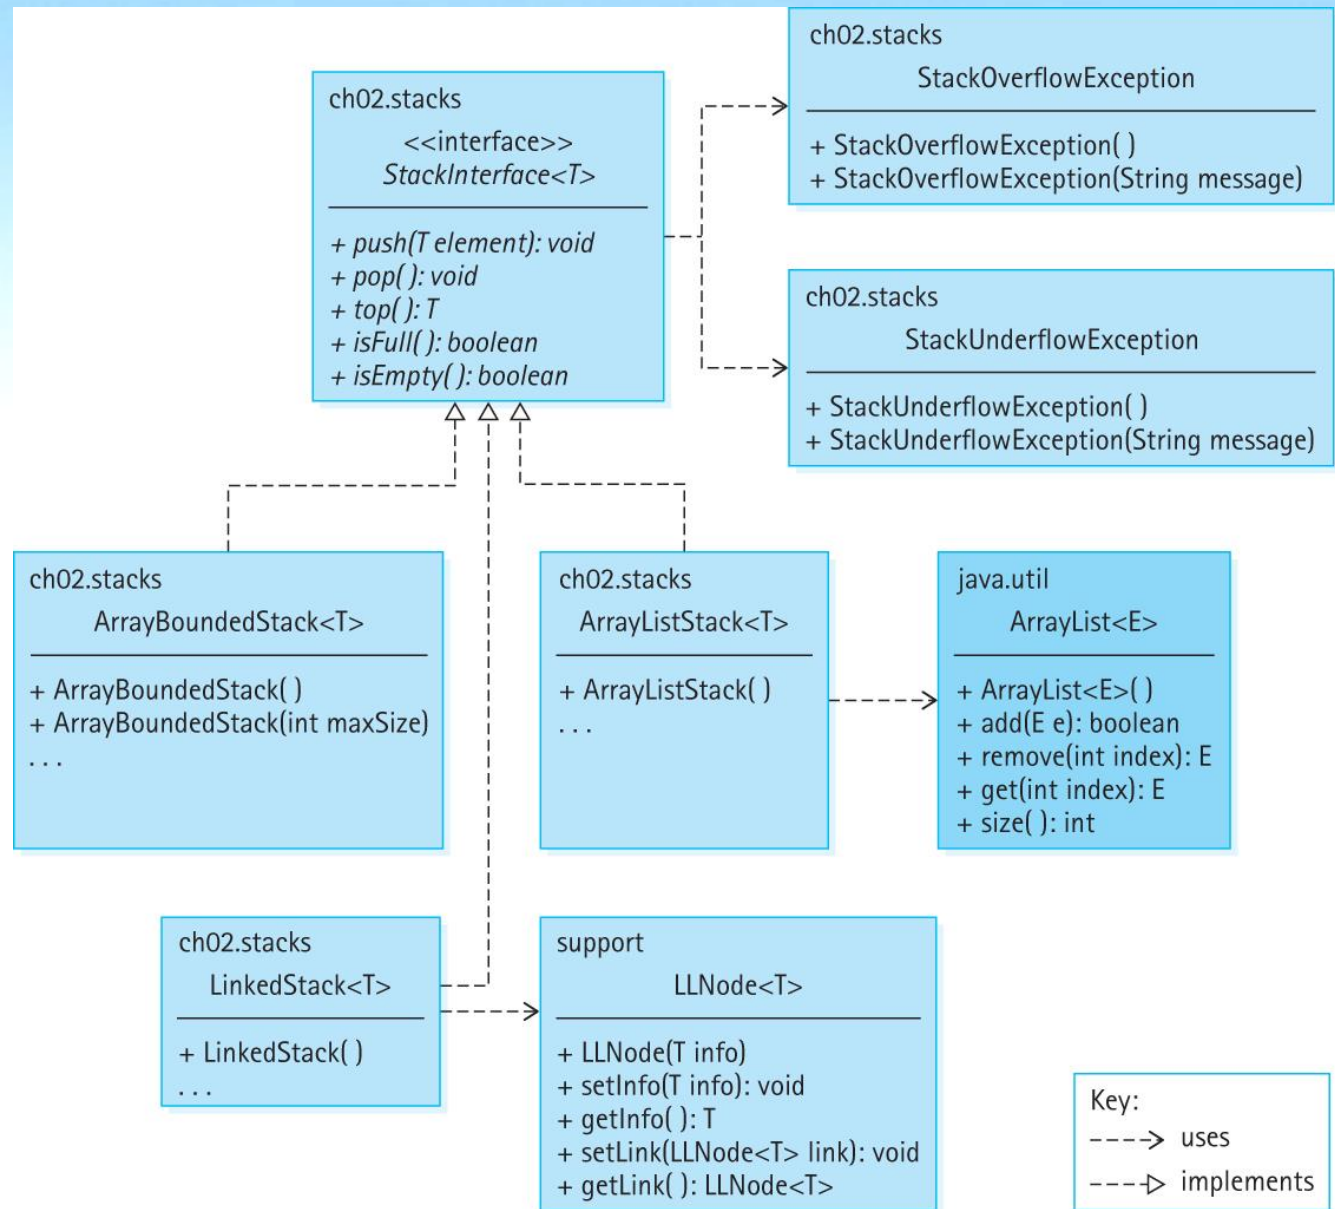 ch02.stacks
<<interface>>
StackInterface<T>
+ push(T element): void
+ pop( ): void
+ top( ): T
+ isFull( ): boolean
+ isEmpty( ): boolean
ch02.stacks
StackOverflowException
+ StackOverflowException( )
+ StackOverflowException(String message)
ch02.stacks
StackUnderflowException
+ StackUnderflowException( )
+ StackUnderflowException(String message)
ch02.stacks
ArrayBoundedStack<T>
+ ArrayBoundedStack( )
+ ArrayBoundedStack(int maxSize)
. . .
ch02.stacks
ArrayListStack<T>
+ ArrayListStack( )
. . .
java.util
ArrayList<E>
+ ArrayList<E>( )
+ add(E e): boolean
+ remove(int index): E
+ get(int index): E
+ size( ): int
ch02.stacks
LinkedStack<T>
+ LinkedStack( )
. . .
support
LLNode<T>
+ LLNode(T info)
+ setInfo(T info): void
+ getInfo( ): T
+ setLink(LLNode<T> link): void
+ getLink( ): LLNode<T>
Key:
uses
implements